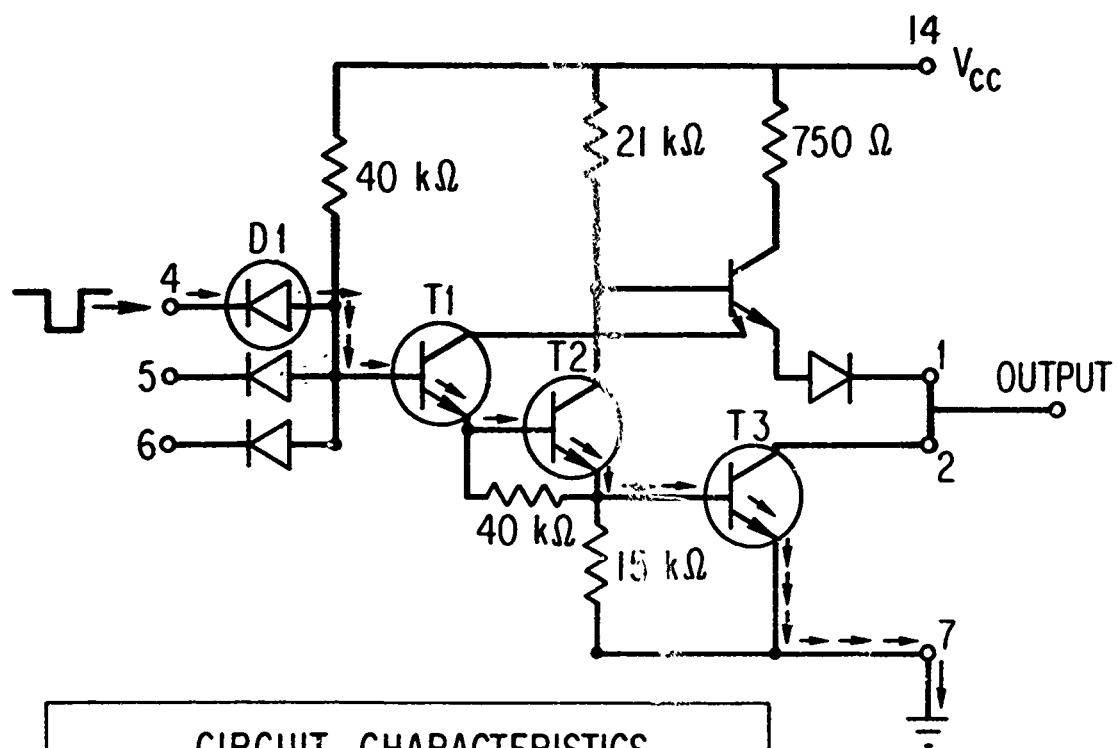 14
Vcc
21 kΩ
750 Ω
40 kΩ
D1
4
T1
5
T2
1
OUTPUT
6
T3
2
40 kΩ
15 kΩ
7
CIRCUIT CHARACTERISTICS